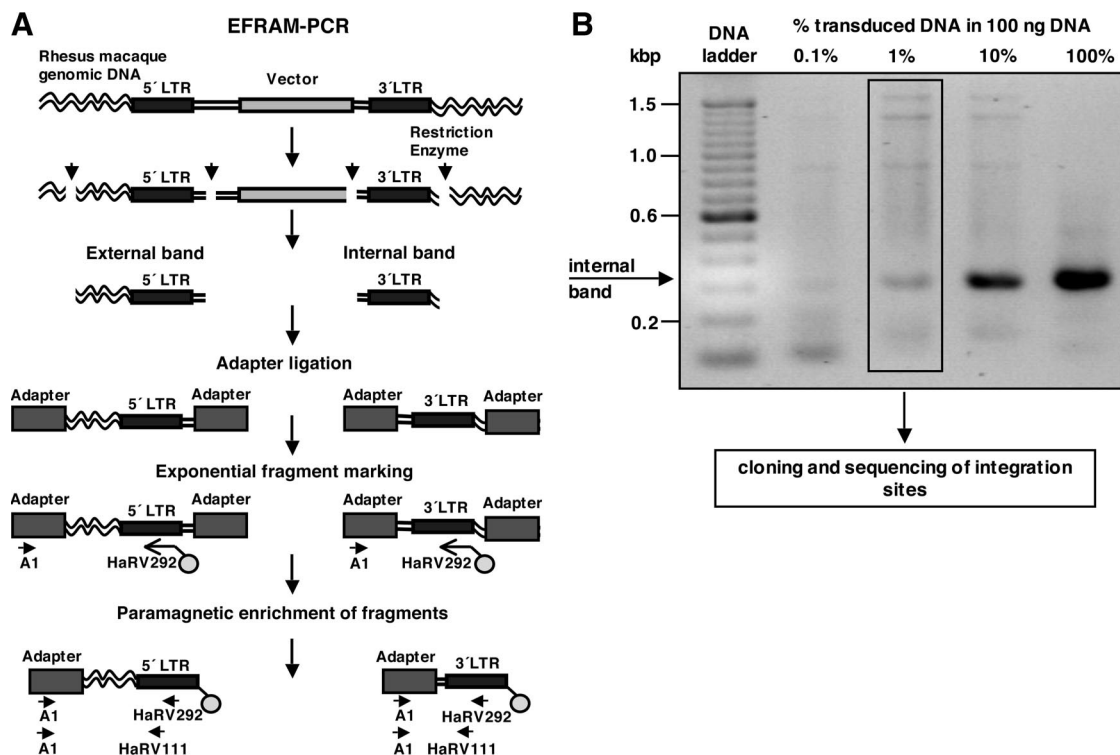 A
EFRAM-PCR
Rhesus macaque
genomic DNA
5´ LTR
Vector
3´LTR
Restriction
Enzyme
5´ LTR
3´LTR
External band
Internal band
5´ LTR
3´LTR
Adapter ligation
Adapter
Adapter
Adapter
Adapter
5´ LTR
3´LTR
Exponential fragment marking
Adapter
Adapter
Adapter
Adapter
5´ LTR
3´LTR
A1
HaRV292
A1
HaRV292
Paramagnetic enrichment of fragments
Adapter
5´ LTR
Adapter
3´LTR
A1
HaRV292
A1
HaRV292
A1
HaRV111
A1
HaRV111
B
DNA
ladder
% transduced DNA in 100 ng DNA
kbp
0.1%
1%
10%
100%
1.5
1.0
0.6
internal
band
0.2
cloning and sequencing of integration
sites